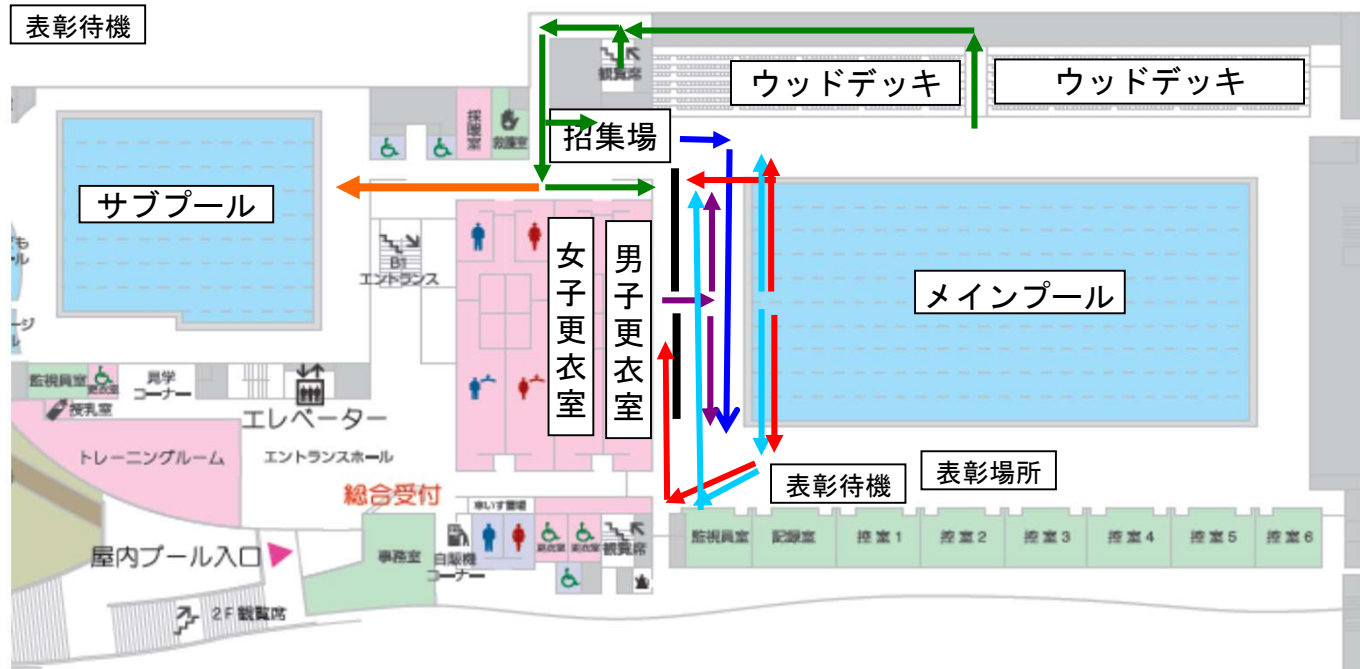 表彰待機
観覧席
ウッドデッキ
ウッドデッキ
採暖室
救護室
招集場
サブプール
B1
エントランス
女子更衣室
男子更衣室
メインプール
監視員室
更衣室
見学
コーナー
授乳室
エレベーター
トレーニングルーム
エントランスホール
総合受付
車いす置場
表彰待機
表彰場所
屋内プール入口
事務室
自販機
コーナー
更衣室
更衣室
観覧席
監視員室
記録室
控室1
控室2
控室3
控室4
控室5
控室6
2F観覧席